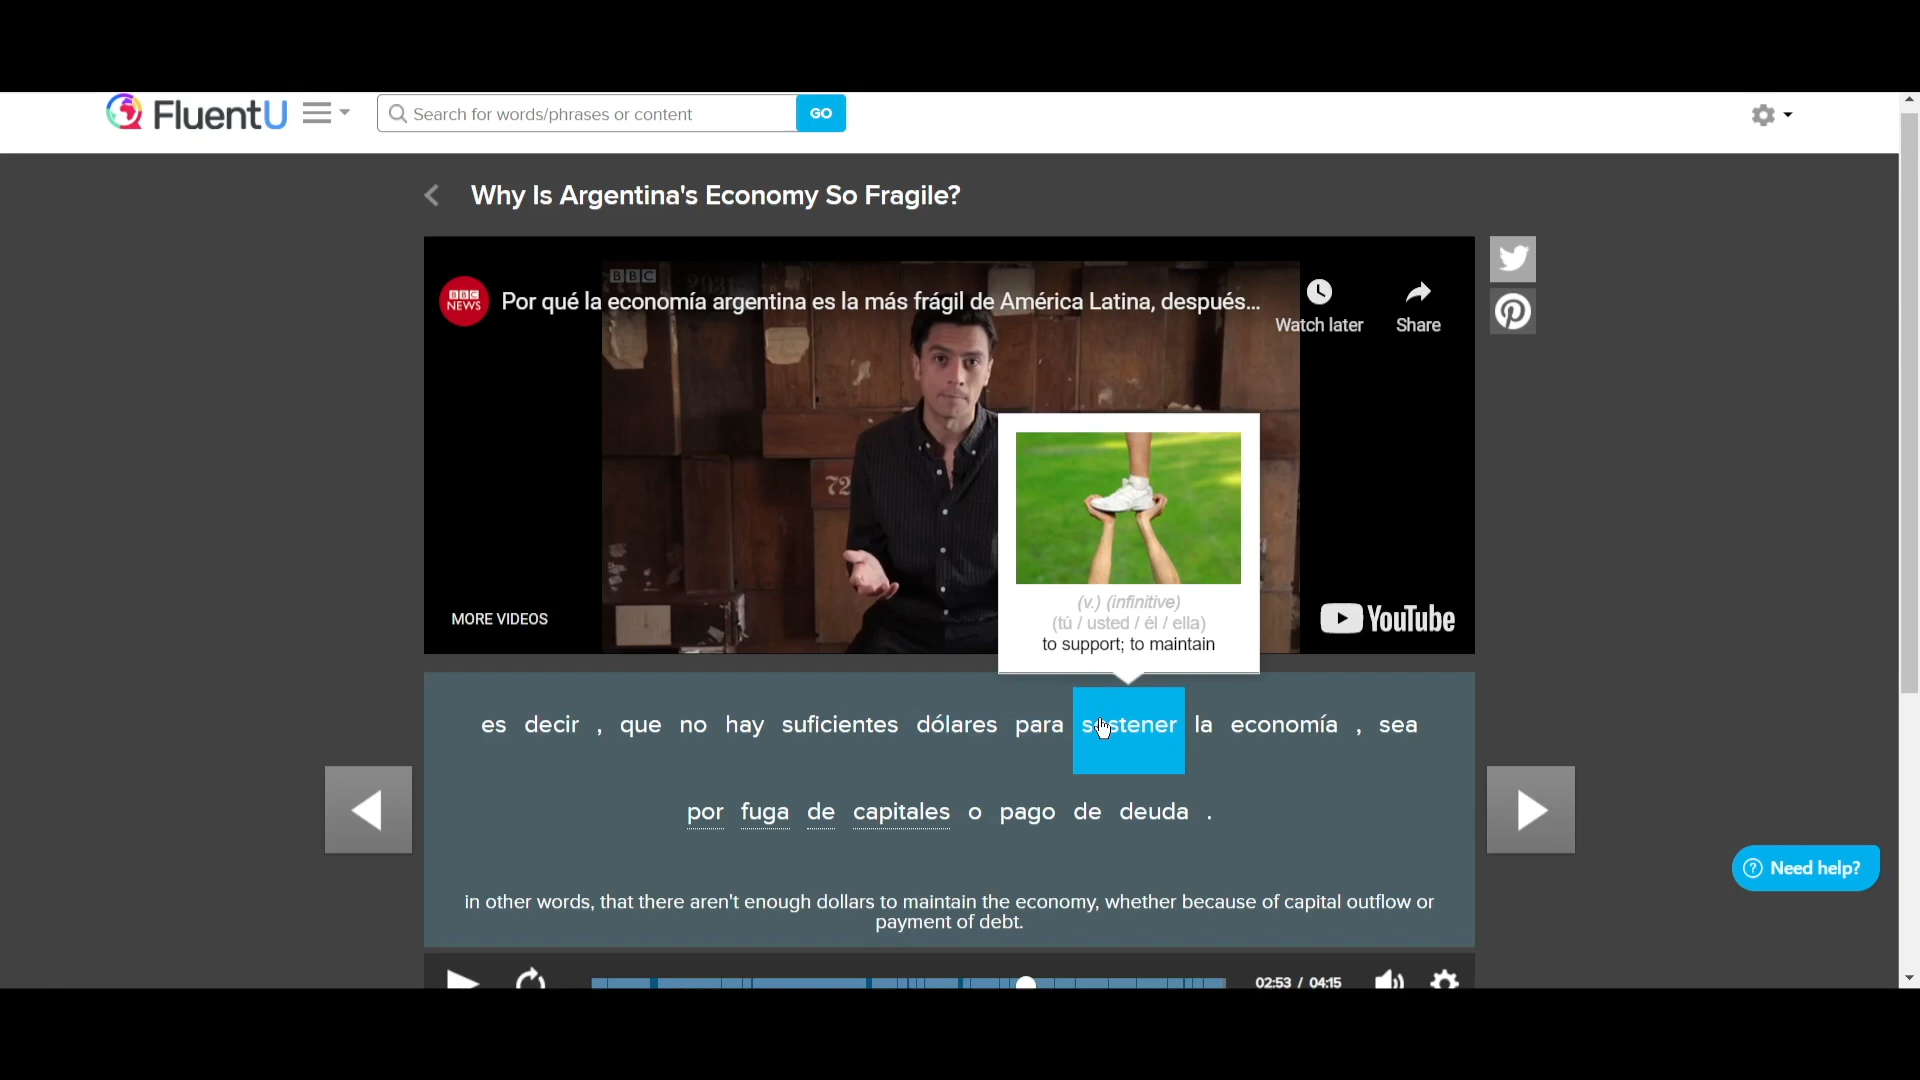 FluentU
Search for words/phrases or content
GO
Why Is Argentina's Economy So Fragile?
BBC
BBC
NEWS
Por qué la economía argentina es la más frágil de América Latina, después...
Watch later
Share
72
(v.) (infinitive)
(tú / usted / él / ella)
to support; to maintain
MORE VIDEOS
YouTube
es decir , que no hay suficientes dólares para sostener la economía , sea
por fuga de capitales o pago de deuda .
in other words, that there aren't enough dollars to maintain the economy, whether because of capital outflow or
payment of debt.
Need help?
02:53 / 04:15